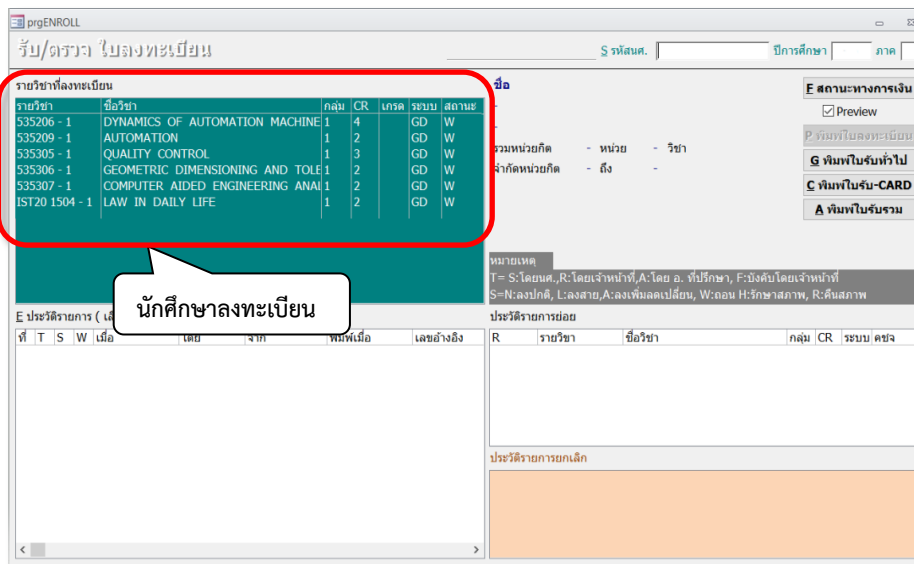 prgENROLL
รับ/ตรวจ ใบลงทะเบียน
S รหัสนศ. ปีการศึกษา ภาค
รายวิชาที่ลงทะเบียน
รายวิชา ชื่อวิชา กลุ่ม CR เกรด ระบบ สถานะ
535206 - 1 DYNAMICS OF AUTOMATION MACHINE 1 4 GD W
535209 - 1 AUTOMATION 1 2 GD W
535305 - 1 QUALITY CONTROL 1 3 GD W
535306 - 1 GEOMETRIC DIMENSIONING AND TOLE 1 2 GD W
535307 - 1 COMPUTER AIDED ENGINEERING ANAL 1 2 GD W
IST20 1504 - 1 LAW IN DAILY LIFE 1 2 GD W
นักศึกษาลงทะเบียน
ชื่อ
-
-
รวมหน่วยกิต - หน่วย - วิชา
จำกัดหน่วยกิต - ถึง -
F สถานะทางการเงิน
Preview
P พิมพ์ใบลงทะเบียน
G พิมพ์ใบรับทั่วไป
C พิมพ์ใบรับ-CARD
A พิมพ์ใบรับรวม
หมายเหตุ
T= S:โดยนศ.,R:โดยเจ้าหน้าที่,A:โดย อ. ที่ปรึกษา, F:บังคับโดยเจ้าหน้าที่
S=N:ลงปกติ, L:ลงสาย,A:ลงเพิ่มลดเปลี่ยน, W:ถอน H:รักษาสภาพ, R:คืนสภาพ
E ประวัติรายการ (
ที่ T S W เมื่อ โดย จาก พิมพ์เมื่อ เลขอ้างอิง
ประวัติรายการย่อย
R รายวิขา ชื่อวิชา กลุ่ม CR ระบบ คชจ
ประวัติรายการยกเลิก